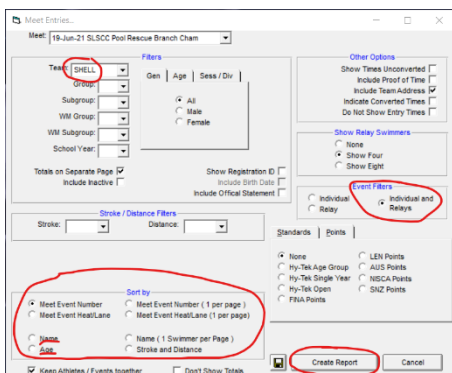 Meet Entries..
Meet: 19-Jun-21 SLSCC Pool Rescue Branch Cham
Filters
Team: SHELL
Group:
Subgroup:
WM Group:
WM Subgroup:
School Year:
Gen Age Sess / Div
All
Male
Female
Totals on Separate Page
Include Inactive
Show Registration ID
Include Birth Date
Include Offical Statement
Stroke / Distance Filters
Stroke: Distance:
Sort by
Meet Event Number Meet Event Number ( 1 per page )
Meet Event Heat/Lane Meet Event Heat/Lane (1 per page)
Name Name ( 1 Swimmer per Page )
Age Stroke and Distance
Keep Athletes / Events together Don't Show Totals
Other Options
Show Times Unconverted
Include Proof of Time
Include Team Address
Indicate Converted Times
Do Not Show Entry Times
Show Relay Swimmers
None
Show Four
Show Eight
Event Filters
Individual Individual and
Relay Relays
Standards Points
None LEN Points
Hy-Tek Age Group AUS Points
Hy-Tek Single Year NISCA Points
Hy-Tek Open SNZ Points
FINA Points
Create Report Cancel